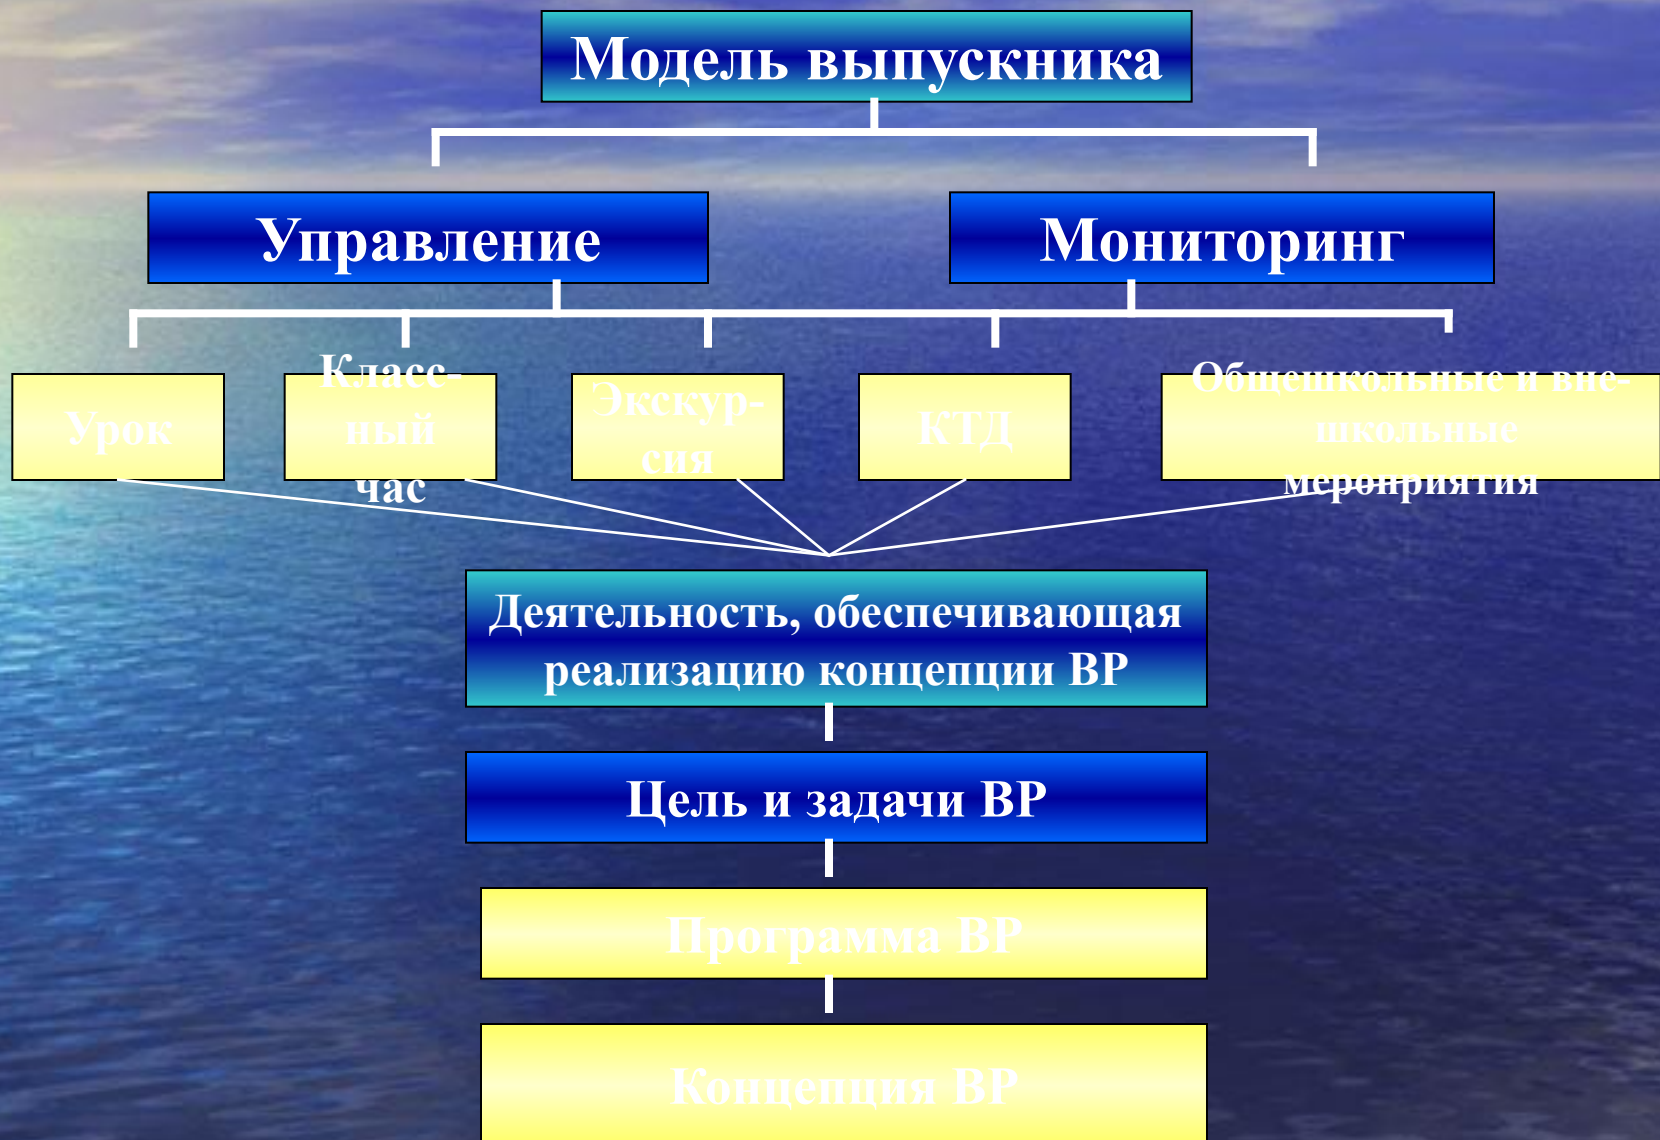 Модель выпускника
Управление
Мониторинг
Урок
Класс-
ный
час
Экскур-
сия
КТД
Общешкольные и вне-
школьные
мероприятия
Деятельность, обеспечивающая
реализацию концепции ВР
Цель и задачи ВР
Программа ВР
Концепция ВР